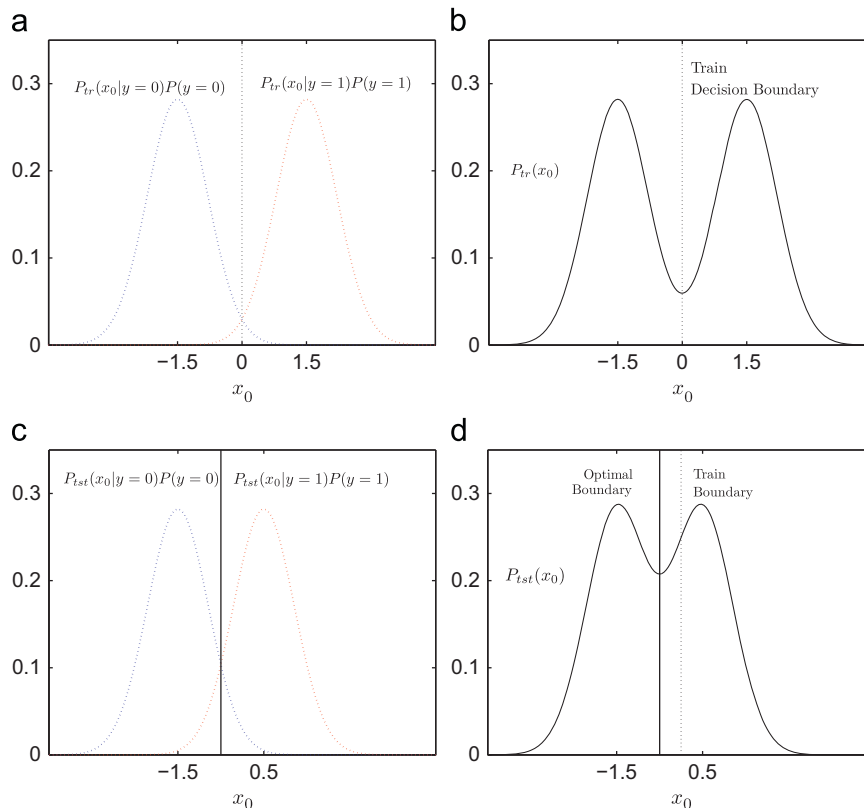 a
0.3
0.2
0.1
0
P_{tr}(x_0|y = 0)P(y = 0)
P_{tr}(x_0|y = 1)P(y = 1)
−1.5 0 1.5
x_0
b
0.3
0.2
0.1
0
Train
Decision Boundary
P_{tr}(x_0)
−1.5 0 1.5
x_0
c
0.3
0.2
0.1
0
P_{tst}(x_0|y = 0)P(y = 0)
P_{tst}(x_0|y = 1)P(y = 1)
−1.5 0.5
x_0
d
0.3
0.2
0.1
0
Optimal
Boundary
Train
Boundary
P_{tst}(x_0)
−1.5 0.5
x_0